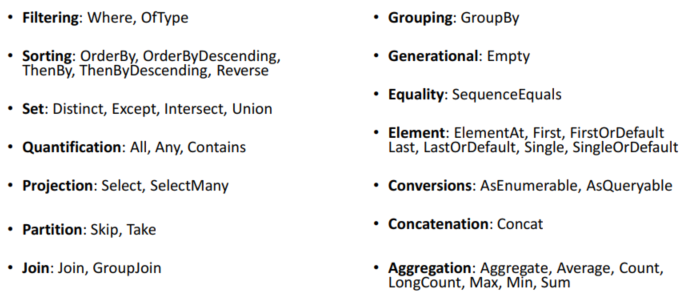 • Filtering: Where, OfType
• Sorting: OrderBy, OrderByDescending,
ThenBy, ThenByDescending, Reverse
• Set: Distinct, Except, Intersect, Union
• Quantification: All, Any, Contains
• Projection: Select, SelectMany
• Partition: Skip, Take
• Join: Join, GroupJoin
• Grouping: GroupBy
• Generational: Empty
• Equality: SequenceEquals
• Element: ElementAt, First, FirstOrDefault
Last, LastOrDefault, Single, SingleOrDefault
• Conversions: AsEnumerable, AsQueryable
• Concatenation: Concat
• Aggregation: Aggregate, Average, Count,
LongCount, Max, Min, Sum